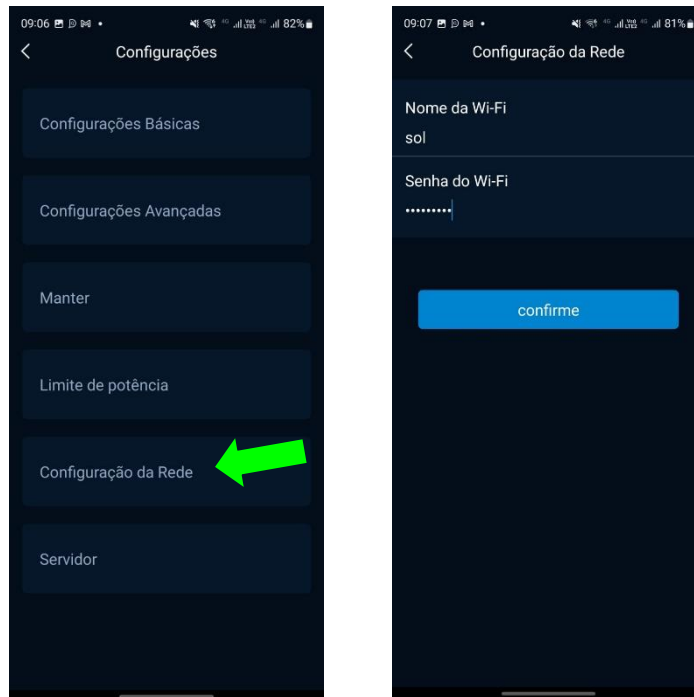 09:06 82%
Configurações
Configurações Básicas
Configurações Avançadas
Manter
Limite de potência
Configuração da Rede
Servidor
09:07 81%
Configuração da Rede
Nome da Wi-Fi
sol
Senha do Wi-Fi
•••••••••
confirme